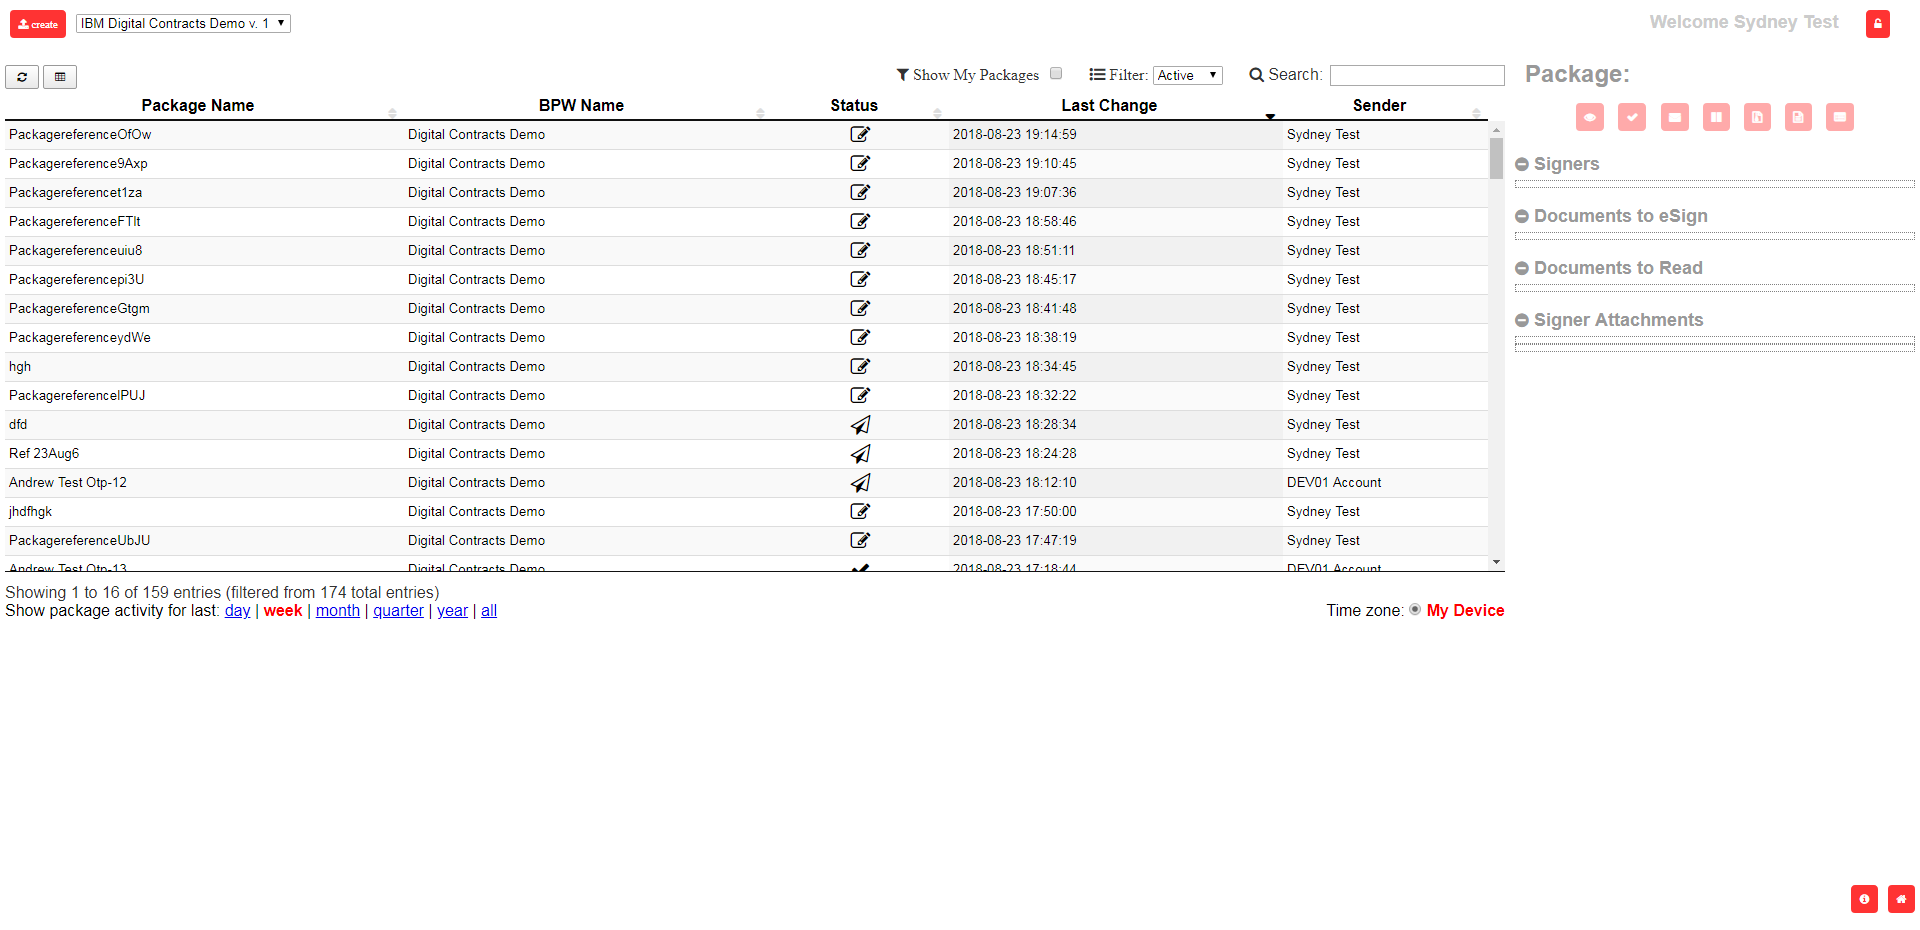 create IBM Digital Contracts Demo v. 1 Welcome Sydney Test
Show My Packages Filter: Active Search:
Package:
Package Name BPW Name Status Last Change Sender
PackagereferenceOfOw Digital Contracts Demo 2018-08-23 19:14:59 Sydney Test
Packagereference9Axp Digital Contracts Demo 2018-08-23 19:10:45 Sydney Test
Packagereferencet1za Digital Contracts Demo 2018-08-23 19:07:36 Sydney Test
PackagereferenceFTlt Digital Contracts Demo 2018-08-23 18:58:46 Sydney Test
Packagereferenceuiu8 Digital Contracts Demo 2018-08-23 18:51:11 Sydney Test
Packagereferencepi3U Digital Contracts Demo 2018-08-23 18:45:17 Sydney Test
PackagereferenceGtgm Digital Contracts Demo 2018-08-23 18:41:48 Sydney Test
PackagereferenceydWe Digital Contracts Demo 2018-08-23 18:38:19 Sydney Test
hgh Digital Contracts Demo 2018-08-23 18:34:45 Sydney Test
PackagereferenceIPUJ Digital Contracts Demo 2018-08-23 18:32:22 Sydney Test
dfd Digital Contracts Demo 2018-08-23 18:28:34 Sydney Test
Ref 23Aug6 Digital Contracts Demo 2018-08-23 18:24:28 Sydney Test
Andrew Test Otp-12 Digital Contracts Demo 2018-08-23 18:12:10 DEV01 Account
jhdfhgk Digital Contracts Demo 2018-08-23 17:50:00 Sydney Test
PackagereferenceUbJU Digital Contracts Demo 2018-08-23 17:47:19 Sydney Test
Andrew Test Otp-13 Digital Contracts Demo 2018-08-23 17:18:44 DEV01 Account
Showing 1 to 16 of 159 entries (filtered from 174 total entries)
Show package activity for last: day | week | month | quarter | year | all
Time zone: My Device
Signers
Documents to eSign
Documents to Read
Signer Attachments